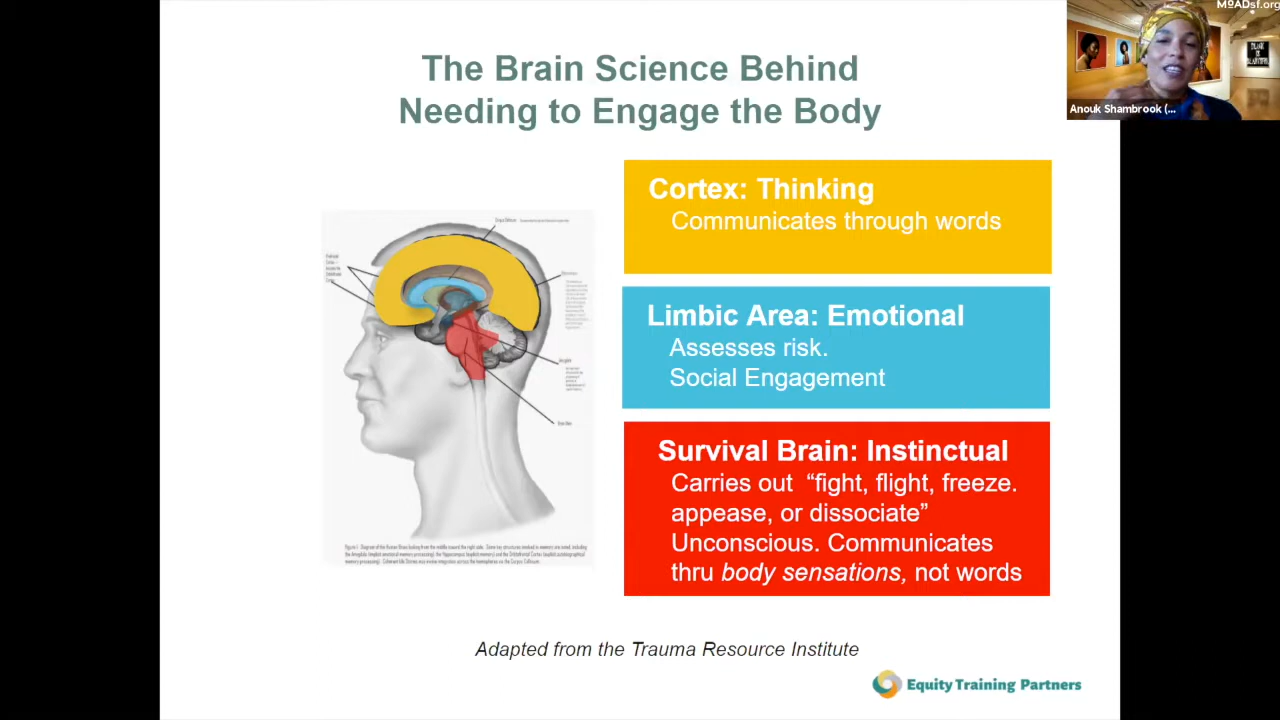 The Brain Science Behind
Needing to Engage the Body
MoADsf.org
Anouk Shambrook (...
Cortex: Thinking
Communicates through words
Limbic Area: Emotional
Assesses risk.
Social Engagement
Survival Brain: Instinctual
Carries out “fight, flight, freeze.
appease, or dissociate”
Unconscious. Communicates
thru body sensations, not words
Adapted from the Trauma Resource Institute
Equity Training Partners